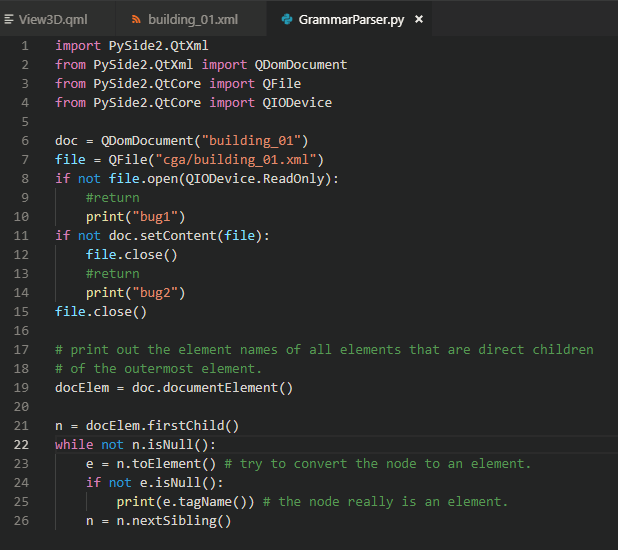 View3D.qml building_01.xml GrammarParser.py ×
1 import PySide2.QtXml
2 from PySide2.QtXml import QDomDocument
3 from PySide2.QtCore import QFile
4 from PySide2.QtCore import QIODevice
5
6 doc = QDomDocument("building_01")
7 file = QFile("cga/building_01.xml")
8 if not file.open(QIODevice.ReadOnly):
9     #return
10     print("bug1")
11 if not doc.setContent(file):
12     file.close()
13     #return
14     print("bug2")
15 file.close()
16
17 # print out the element names of all elements that are direct children
18 # of the outermost element.
19 docElem = doc.documentElement()
20
21 n = docElem.firstChild()
22 while not n.isNull():
23     e = n.toElement() # try to convert the node to an element.
24     if not e.isNull():
25         print(e.tagName()) # the node really is an element.
26     n = n.nextSibling()